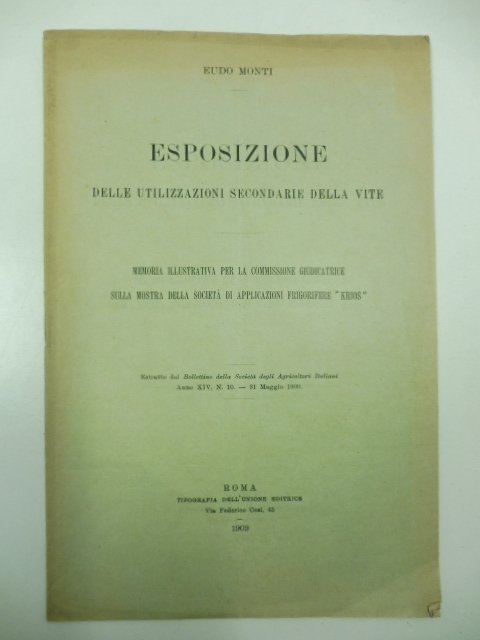 EUDO MONTI
ESPOSIZIONE
DELLE UTILIZZAZIONI SECONDARIE DELLA VITE
MEMORIA ILLUSTRATIVA PER LA COMMISSIONE GIUDICATRICE
SULLA MOSTRA DELLA SOCIETÀ DI APPLICAZIONI FRIGORIFERE "KRIOS"
Estratto dal Bollettino della Società degli Agricoltori Italiani
Anno XIV, N. 10. — 31 Maggio 1909.
ROMA
TIPOGRAFIA DELL'UNIONE EDITRICE
Via Federico Cesi, 45
1909